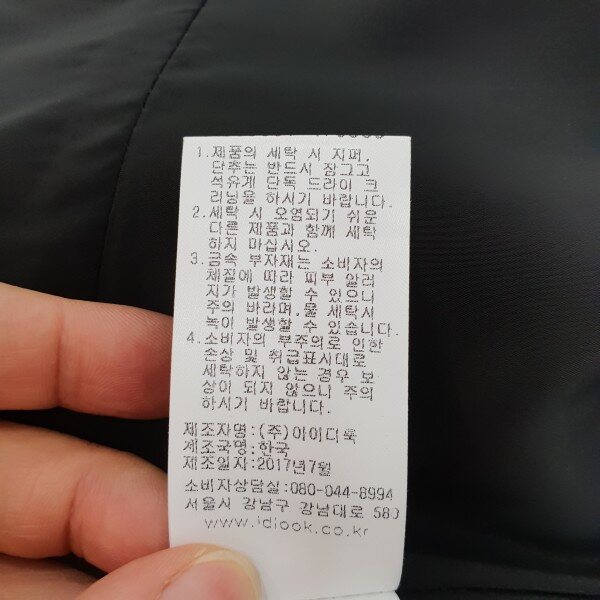 1.제품의 세탁 시 지퍼,
단추는 반드시 잠그고
석유계 단독 드라이 크
리닝을 하시기 바랍니다.
2.세탁 시 오염되기 쉬운
다른 제품과 함께 세탁
하지 마십시오.
3.금속 부자재는 소비자의
체질에 따라 피부 알러
지가 발생할 수 있으니
주의 바라며,물 세탁시
녹이 발생할 수 있습니다.
4.소비자의 부주의로 인한
손상 및 취급표시대로
세탁하지 않는 경우 보
상이 되지 않으니 주의
하시기 바랍니다.
제조자명:(주)아이디룩
제조국명:한국
제조일자:2017년7월
소비자상담실:080-044-8994
서울시 강남구 강남대로 580
www.idlook.co.kr